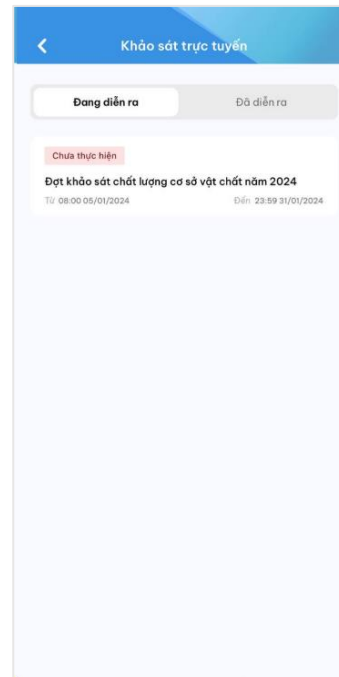 Khảo sát trực tuyến
Đang diễn ra Đã diễn ra
Chưa thực hiện
Đợt khảo sát chất lượng cơ sở vật chất năm 2024
Từ 08:00 05/01/2024 Đến 23:59 31/01/2024